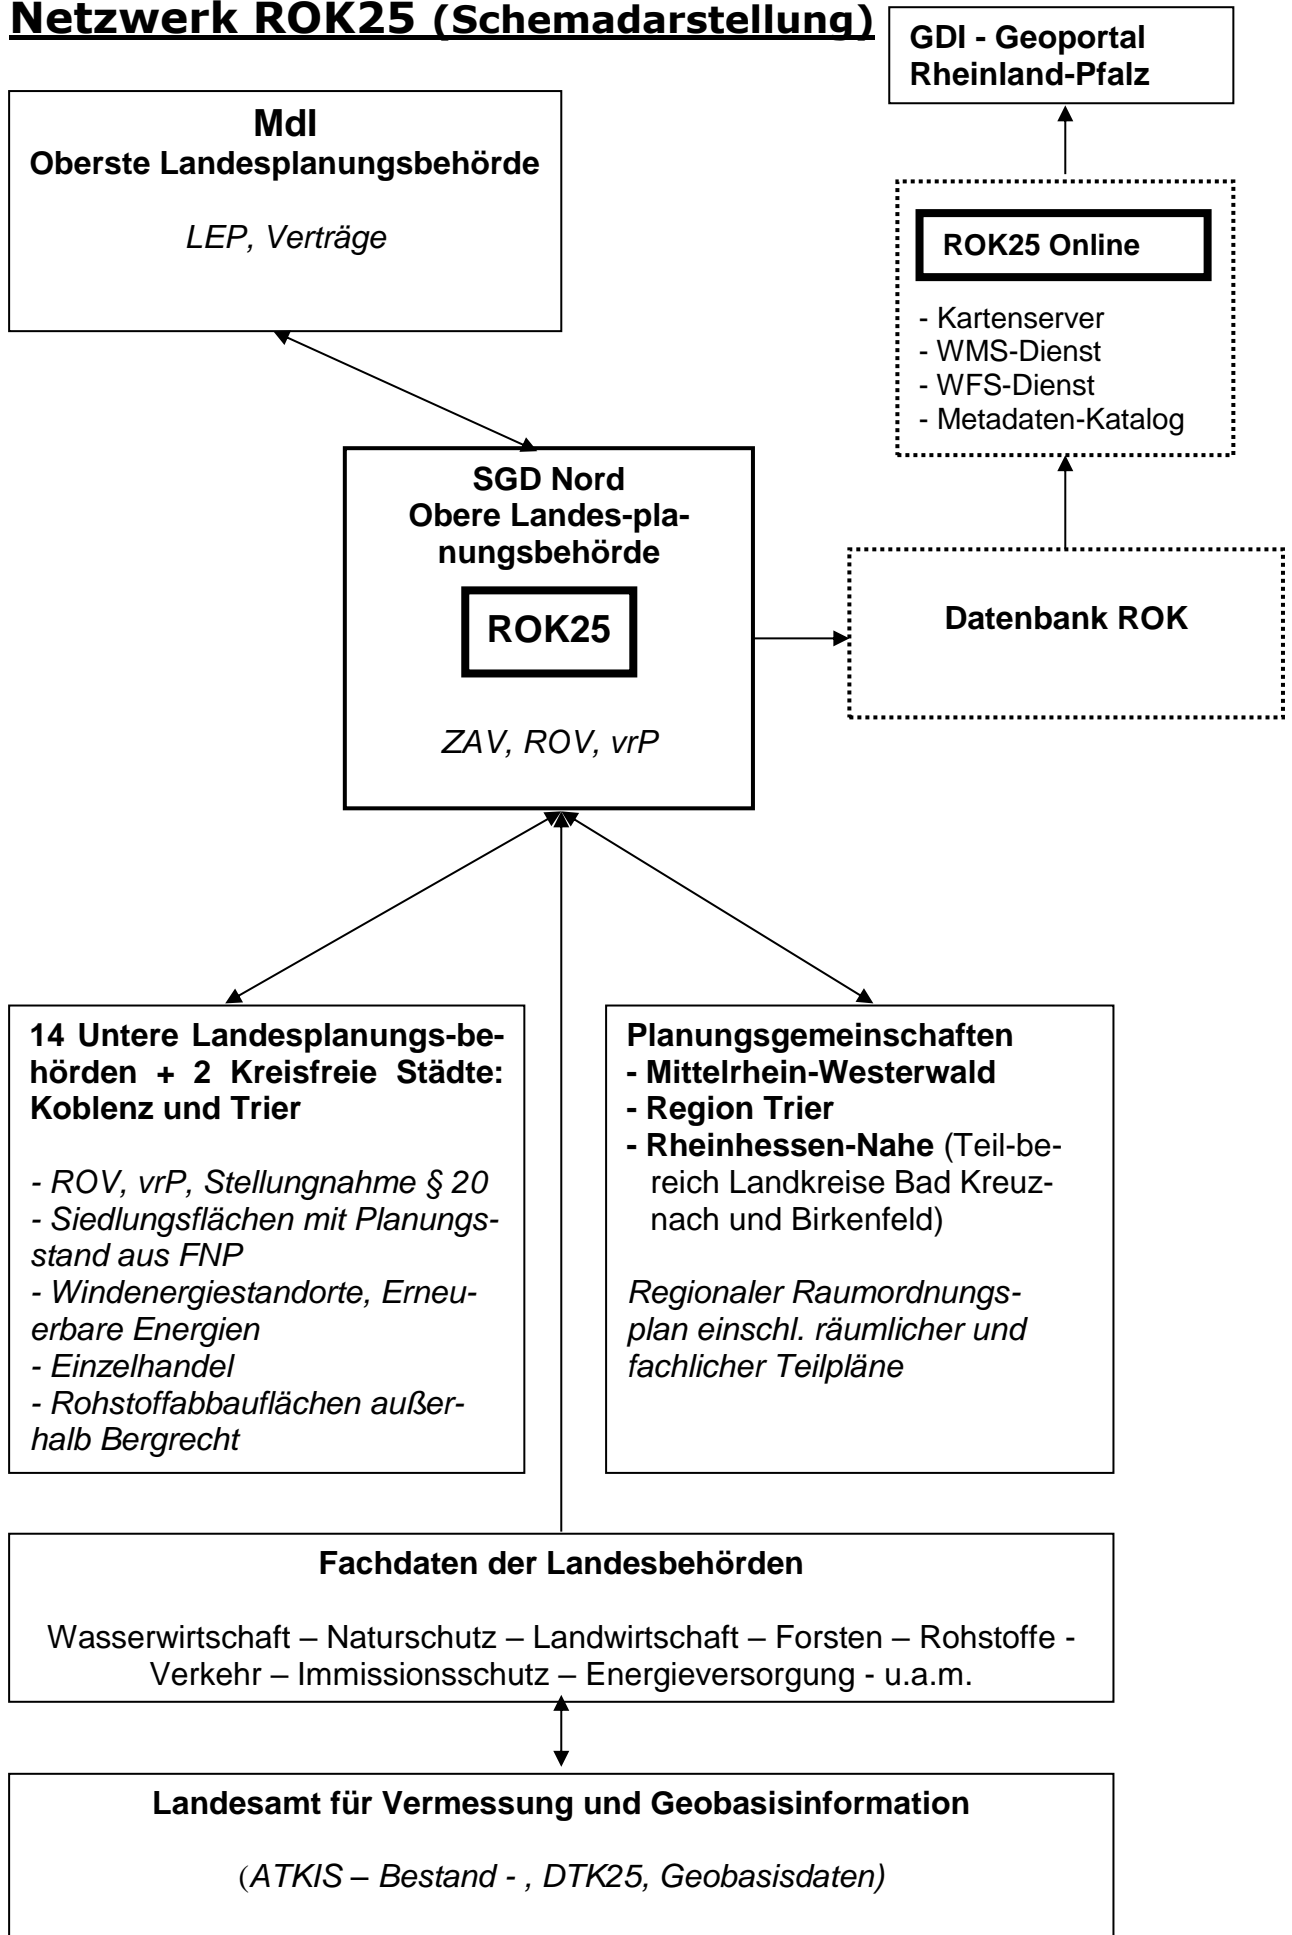 Netzwerk ROK25 (Schemadarstellung)
GDI - Geoportal
Rheinland-Pfalz
MdI
Oberste Landesplanungsbehörde
LEP, Verträge
ROK25 Online
- Kartenserver
- WMS-Dienst
- WFS-Dienst
- Metadaten-Katalog
SGD Nord
Obere Landes-pla-
nungsbehörde
ROK25
ZAV, ROV, vrP
Datenbank ROK
14 Untere Landesplanungs-be-
hörden + 2 Kreisfreie Städte:
Koblenz und Trier
- ROV, vrP, Stellungnahme § 20
- Siedlungsflächen mit Planungs-
stand aus FNP
- Windenergiestandorte, Erneu-
erbare Energien
- Einzelhandel
- Rohstoffabbauflächen außer-
halb Bergrecht
Planungsgemeinschaften
- Mittelrhein-Westerwald
- Region Trier
- Rheinhessen-Nahe (Teil-be-
reich Landkreise Bad Kreuz-
nach und Birkenfeld)
Regionaler Raumordnungs-
plan einschl. räumlicher und
fachlicher Teilpläne
Fachdaten der Landesbehörden
Wasserwirtschaft – Naturschutz – Landwirtschaft – Forsten – Rohstoffe -
Verkehr – Immissionsschutz – Energieversorgung - u.a.m.
Landesamt für Vermessung und Geobasisinformation
(ATKIS – Bestand - , DTK25, Geobasisdaten)